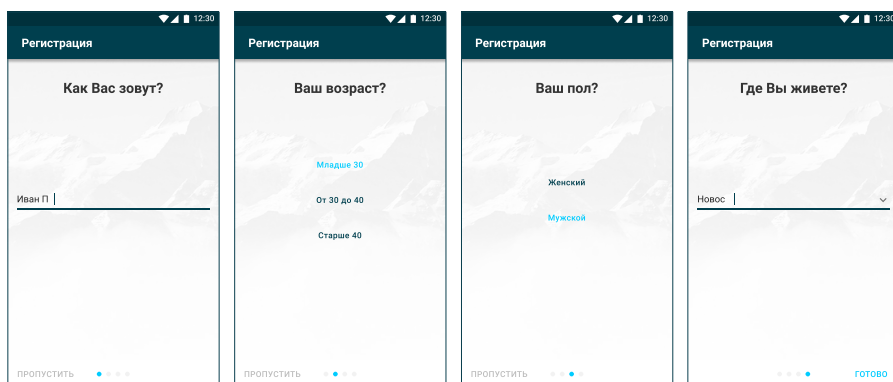 12:30
Регистрация
Как Вас зовут?
Иван П
ПРОПУСТИТЬ
12:30
Регистрация
Ваш возраст?
Младше 30
От 30 до 40
Старше 40
ПРОПУСТИТЬ
12:30
Регистрация
Ваш пол?
Женский
Мужской
ПРОПУСТИТЬ
12:30
Регистрация
Где Вы живете?
Новос
ГОТОВО